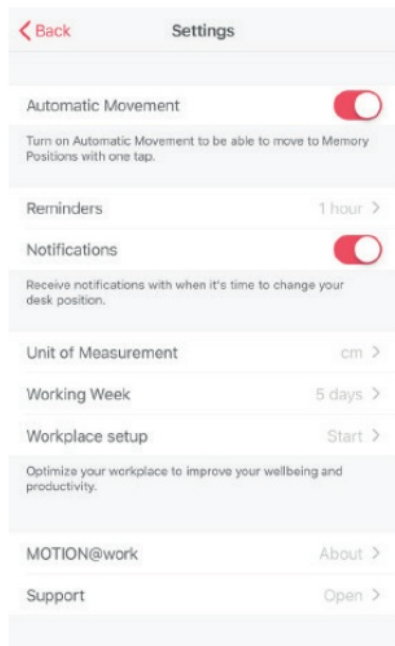 Back Settings
Automatic Movement
Turn on Automatic Movement to be able to move to Memory
Positions with one tap.
Reminders 1 hour
Notifications
Receive notifications with when it's time to change your
desk position.
Unit of Measurement cm
Working Week 5 days
Workplace setup Start
Optimize your workplace to improve your wellbeing and
productivity.
MOTION@work About
Support Open